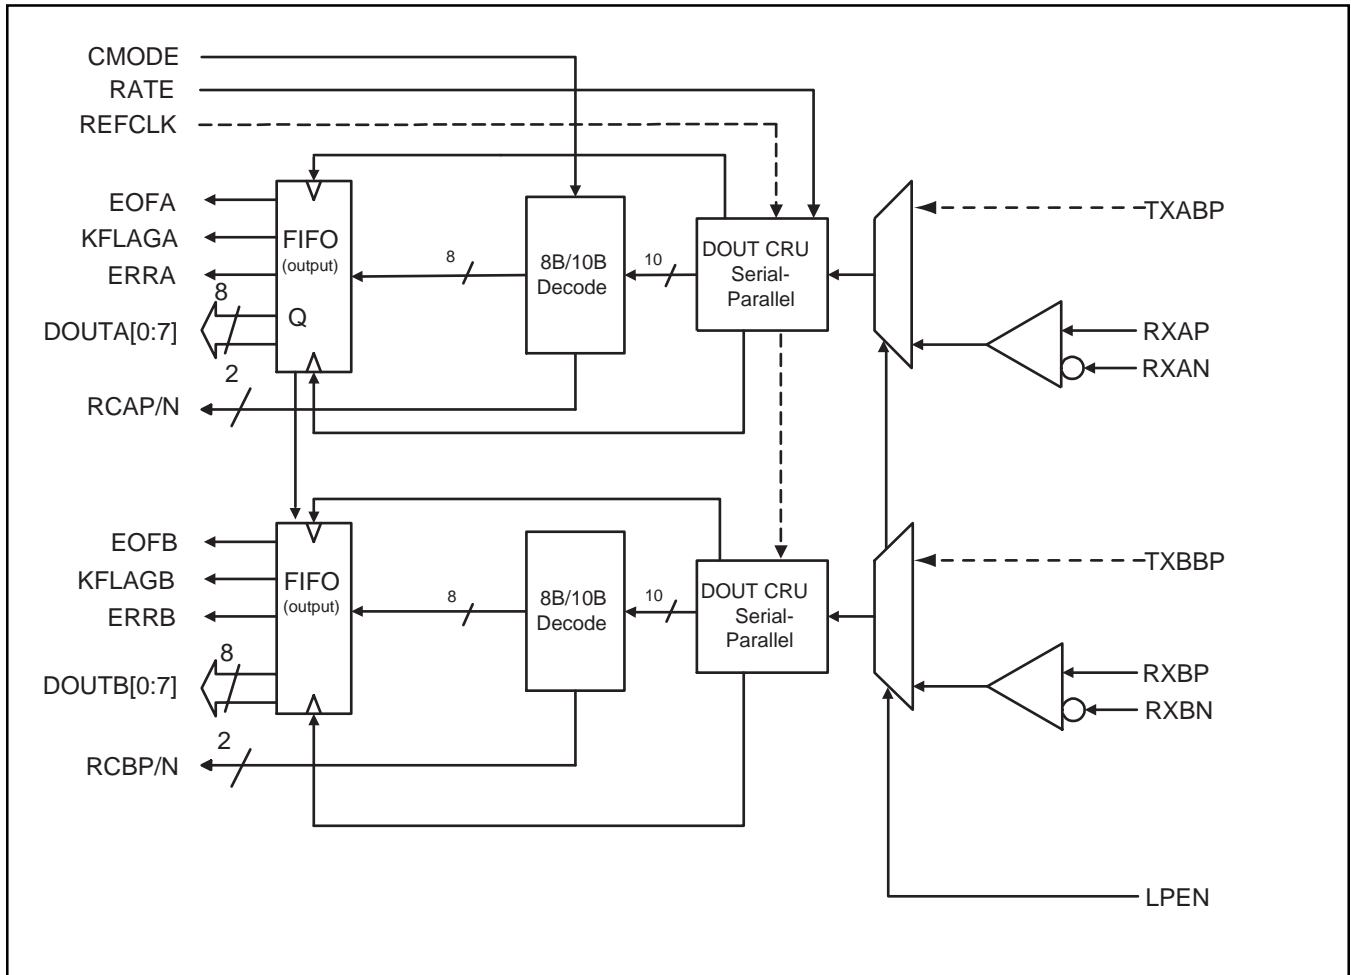 CMODE
RATE
REFCLK
EOFA
KFLAGA
ERRA
8
DOUTA[0:7]
2
RCAP/N
FIFO
(output)
Q
8
8B/10B
Decode
10
DOUT CRU
Serial-
Parallel
TXABP
RXAP
RXAN
EOFB
KFLAGB
ERRB
8
DOUTB[0:7]
2
RCBP/N
FIFO
(output)
8
8B/10B
Decode
10
DOUT CRU
Serial-
Parallel
TXBBP
RXBP
RXBN
LPEN